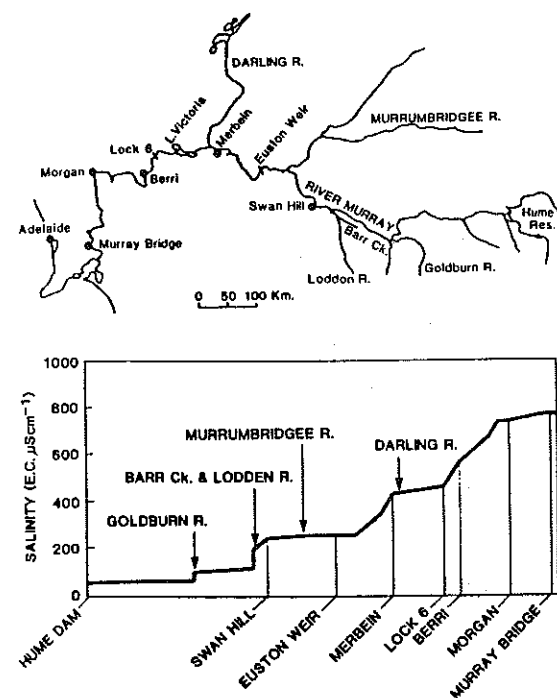 DARLING R.
L. Victoria
Merbein
Euston Weir
MURRUMBRIDGEE R.
Lock 6
Morgan
Berri
RIVER MURRAY
Swan Hill
Barr Ck.
Hume
Res.
Adelaide
Murray Bridge
Loddon R.
Goldburn R.
0 50 100 Km.
1000
800
600
400
200
0
SALINITY (E.C. µScm⁻¹)
MURRUMBRIDGEE R.
DARLING R.
BARR Ck. & LODDEN R.
GOLDBURN R.
HUME DAM
SWAN HILL
EUSTON WEIR
MERBEIN
LOCK 6
BERRI
MORGAN
MURRAY BRIDGE